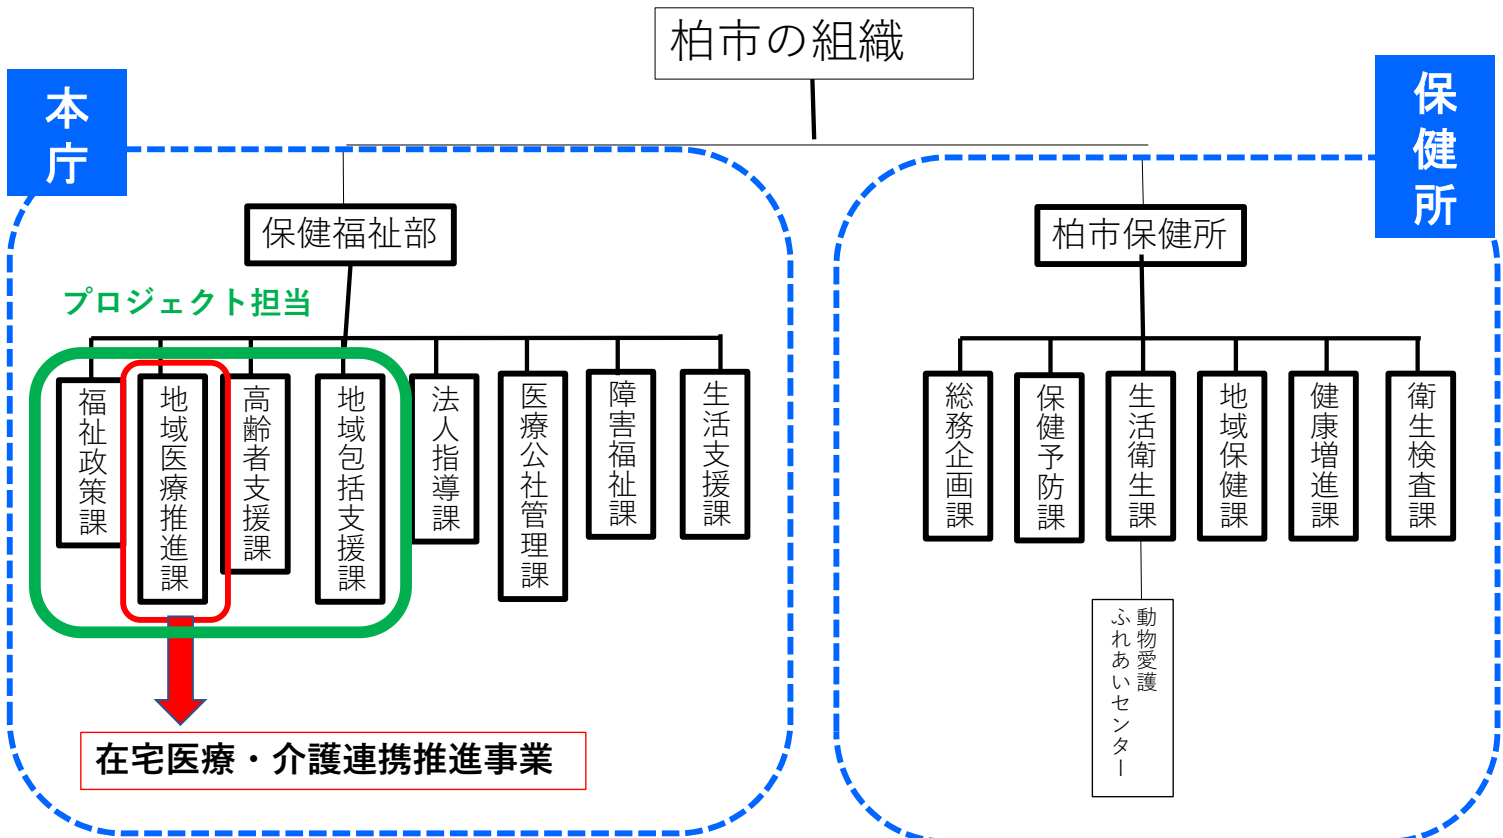 柏市の組織
本庁
保健所
保健福祉部
柏市保健所
プロジェクト担当
福祉政策課
地域医療推進課
高齢者支援課
地域包括支援課
法人指導課
医療公社管理課
障害福祉課
生活支援課
総務企画課
保健予防課
生活衛生課
地域保健課
健康増進課
衛生検査課
動物愛護
ふれあいセンター
在宅医療・介護連携推進事業